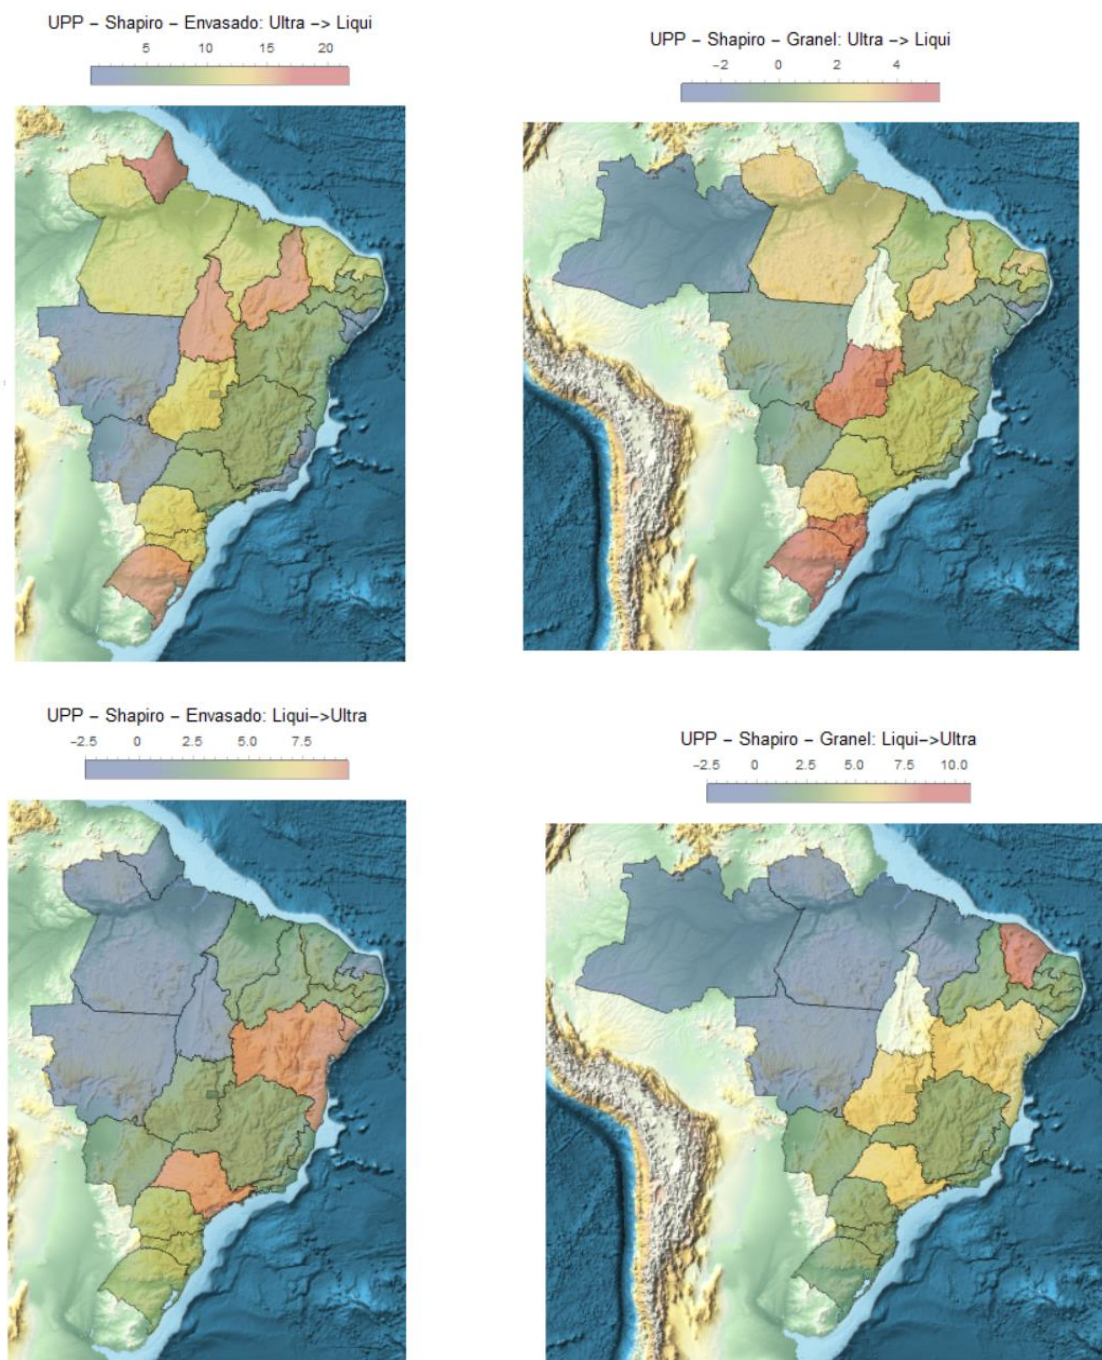 UPP – Shapiro – Envasado: Ultra –> Liqui
5 10 15 20
UPP – Shapiro – Granel: Ultra –> Liqui
−2 0 2 4
UPP – Shapiro – Envasado: Liqui–>Ultra
−2.5 0 2.5 5.0 7.5
UPP – Shapiro – Granel: Liqui–>Ultra
−2.5 0 2.5 5.0 7.5 10.0